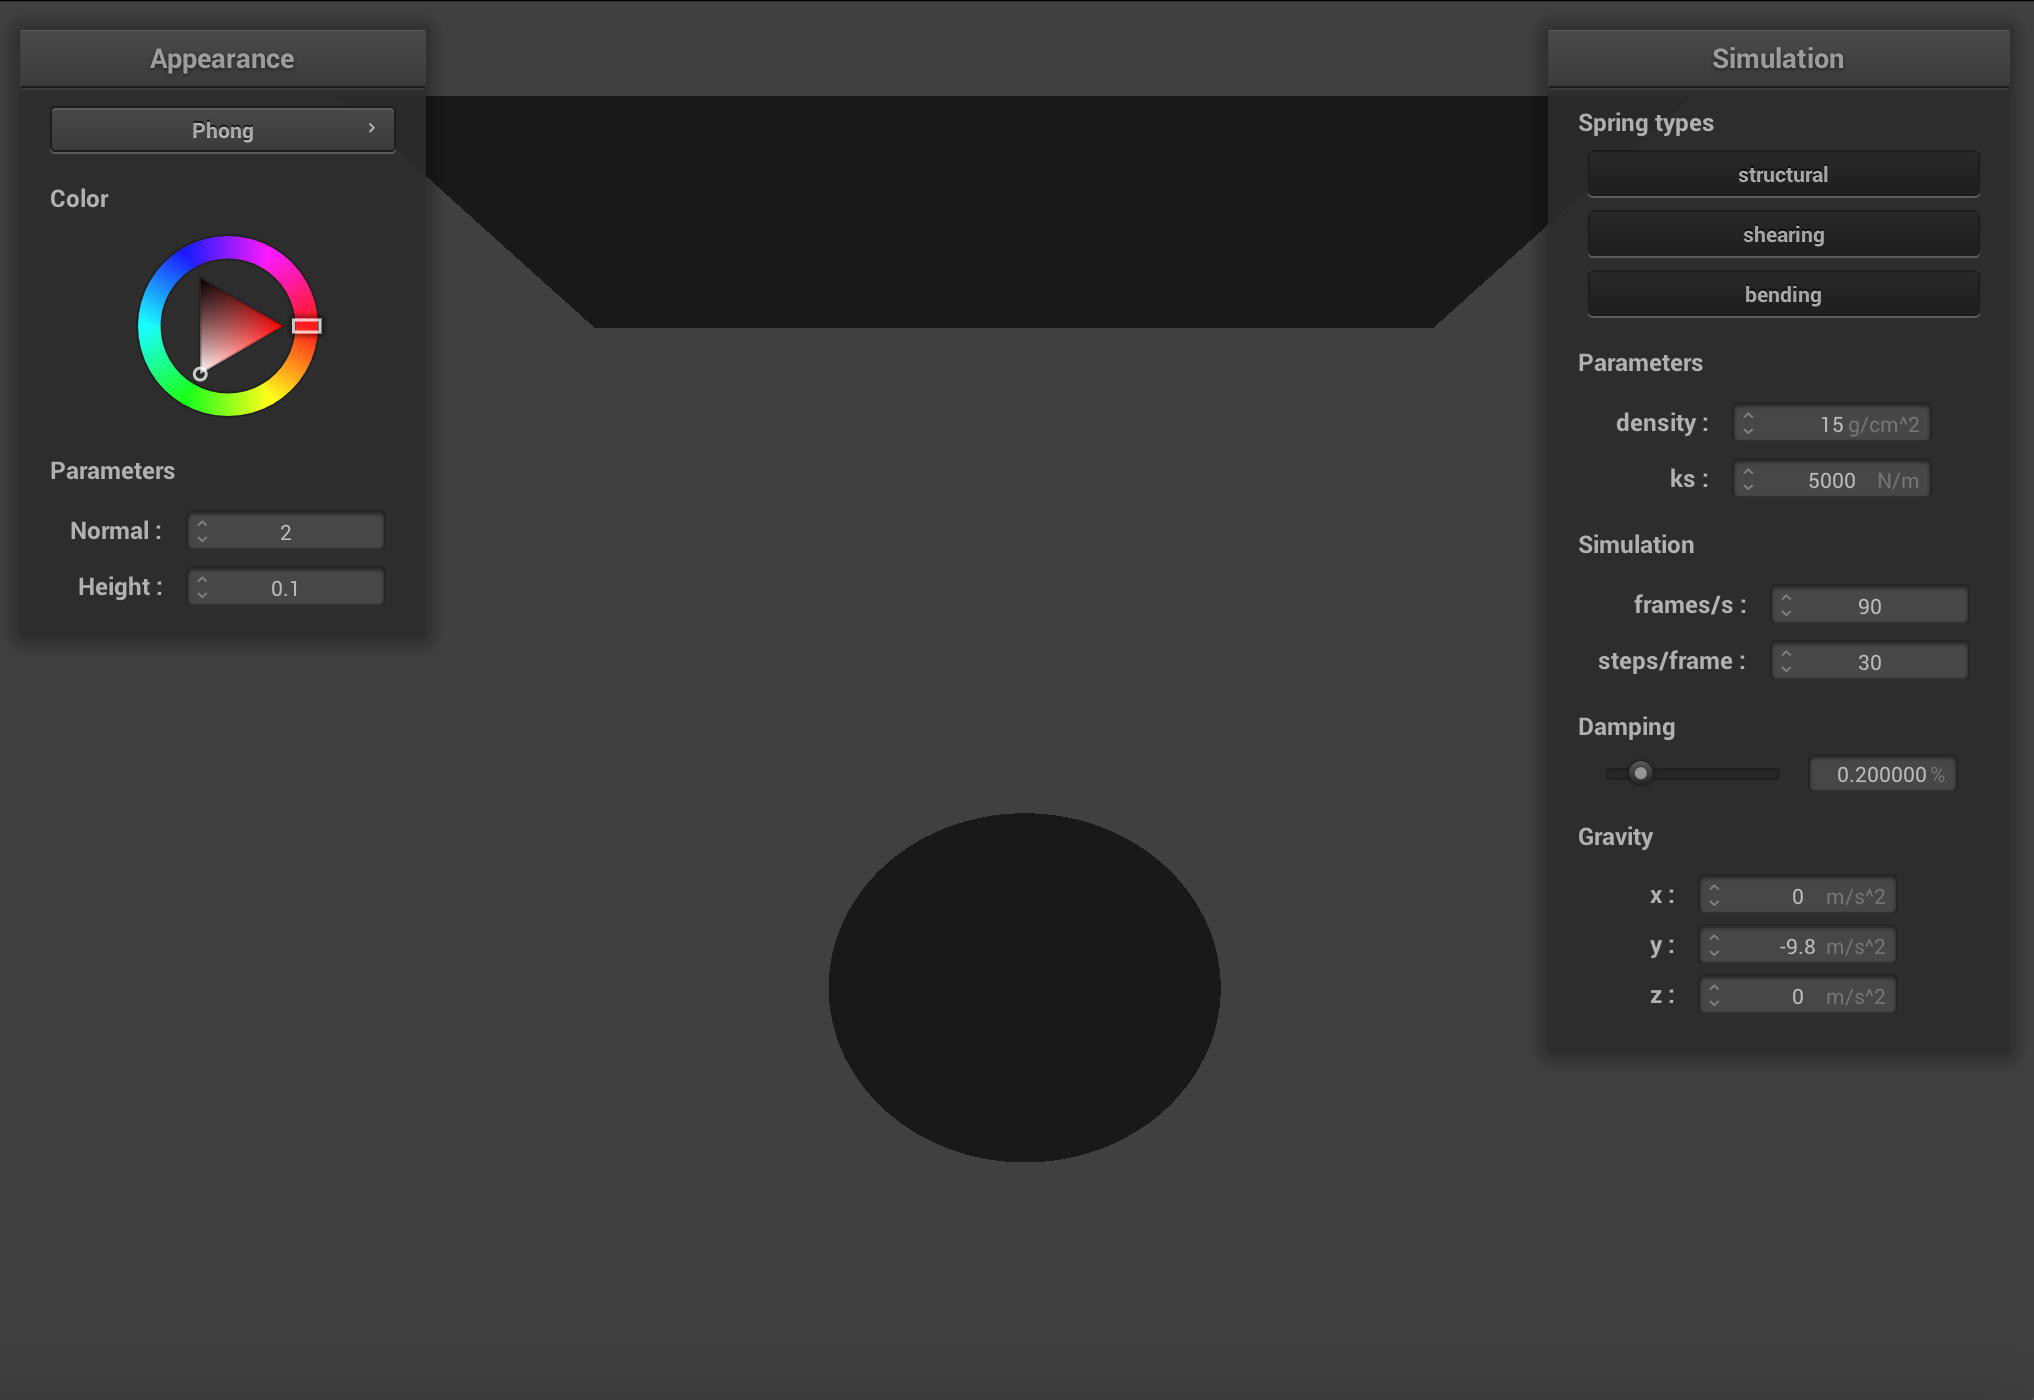 Appearance
Phong
Color
Parameters
Normal : 2
Height : 0.1
Simulation
Spring types
structural
shearing
bending
Parameters
density : 15 g/cm^2
ks : 5000 N/m
Simulation
frames/s : 90
steps/frame : 30
Damping
0.200000 %
Gravity
x : 0 m/s^2
y : -9.8 m/s^2
z : 0 m/s^2